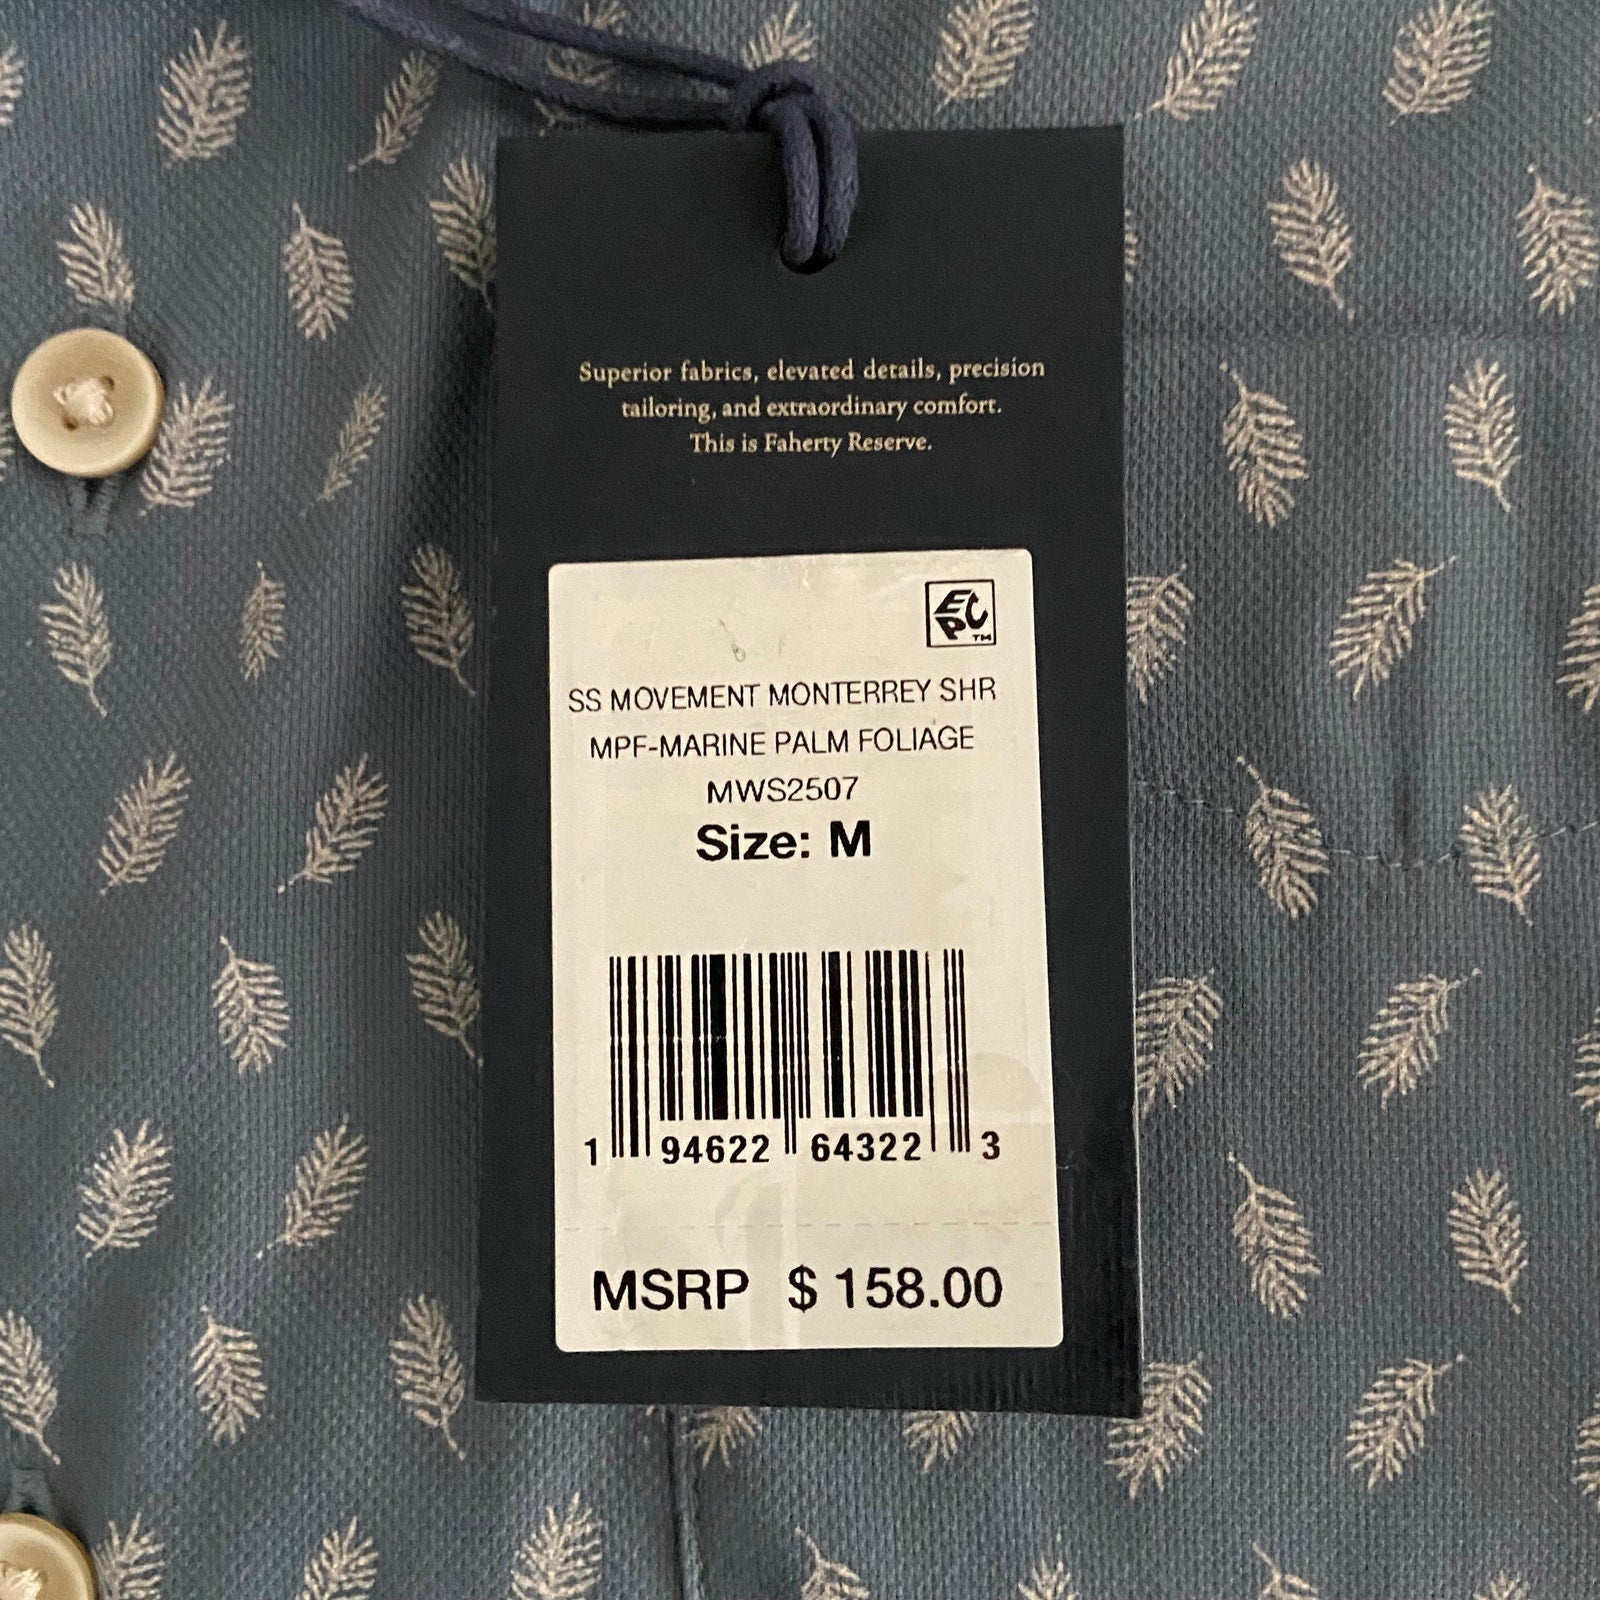 Superior fabrics, elevated details, precision
tailoring, and extraordinary comfort.
This is Faherty Reserve.
EPC™
SS MOVEMENT MONTERREY SHR
MPF-MARINE PALM FOLIAGE
MWS2507
Size: M
1 94622 64322 3
MSRP $ 158.00